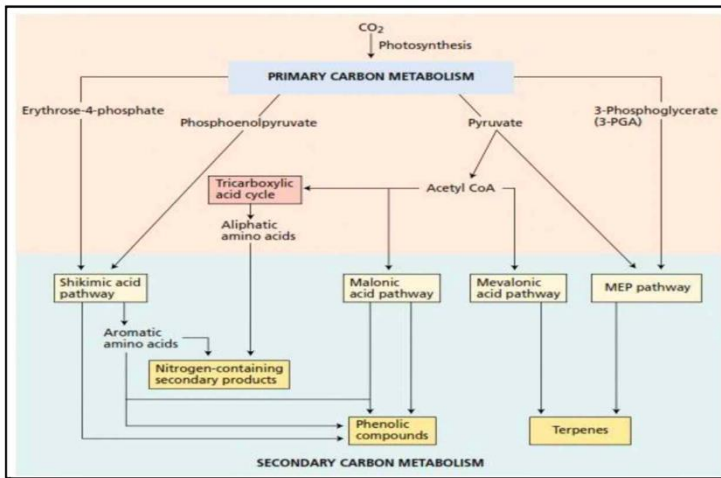 CO₂
Photosynthesis
PRIMARY CARBON METABOLISM
Erythrose-4-phosphate
Phosphoenolpyruvate
Pyruvate
3-Phosphoglycerate
(3-PGA)
Tricarboxylic
acid cycle
Acetyl CoA
Aliphatic
amino acids
Shikimic acid
pathway
Malonic
acid pathway
Mevalonic
acid pathway
MEP pathway
Aromatic
amino acids
Nitrogen-containing
secondary products
Phenolic
compounds
Terpenes
SECONDARY CARBON METABOLISM